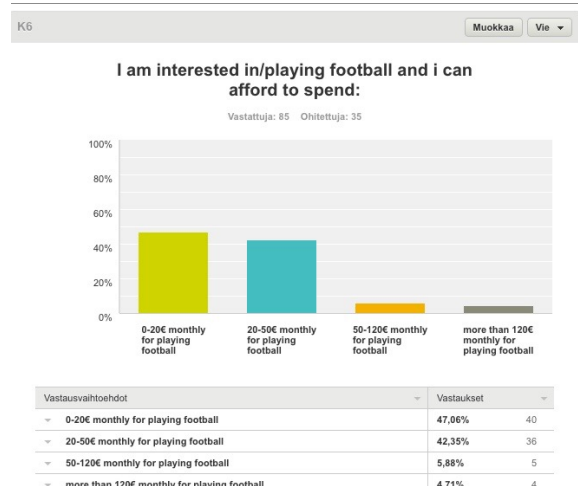 K6
Muokkaa
Vie
I am interested in/playing football and i can
afford to spend:
Vastattuja: 85 Ohitettuja: 35
100%
80%
60%
40%
20%
0%
0-20€ monthly
for playing
football
20-50€ monthly
for playing
football
50-120€ monthly
for playing
football
more than 120€
monthly for
playing football
Vastausvaihtoehdot Vastaukset
0-20€ monthly for playing football 47,06% 40
20-50€ monthly for playing football 42,35% 36
50-120€ monthly for playing football 5,88% 5
more than 120€ monthly for playing football 4,71% 4